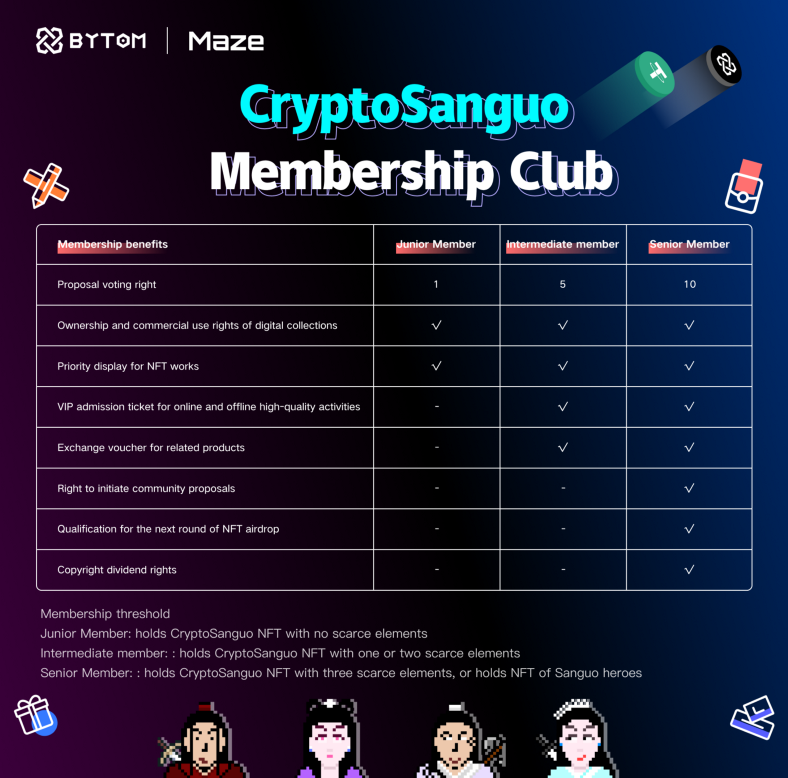 BYTOM | Maze
CryptoSanguo
Membership Club
Membership benefits Junior Member Intermediate member Senior Member
Proposal voting right 1 5 10
Ownership and commercial use rights of digital collections √ √ √
Priority display for NFT works √ √ √
VIP admission ticket for online and offline high-quality activities - √ √
Exchange voucher for related products - √ √
Right to initiate community proposals - - √
Qualification for the next round of NFT airdrop - - √
Copyright dividend rights - - √
Membership threshold
Junior Member: holds CryptoSanguo NFT with no scarce elements
Intermediate member: : holds CryptoSanguo NFT with one or two scarce elements
Senior Member: : holds CryptoSanguo NFT with three scarce elements, or holds NFT of Sanguo heroes